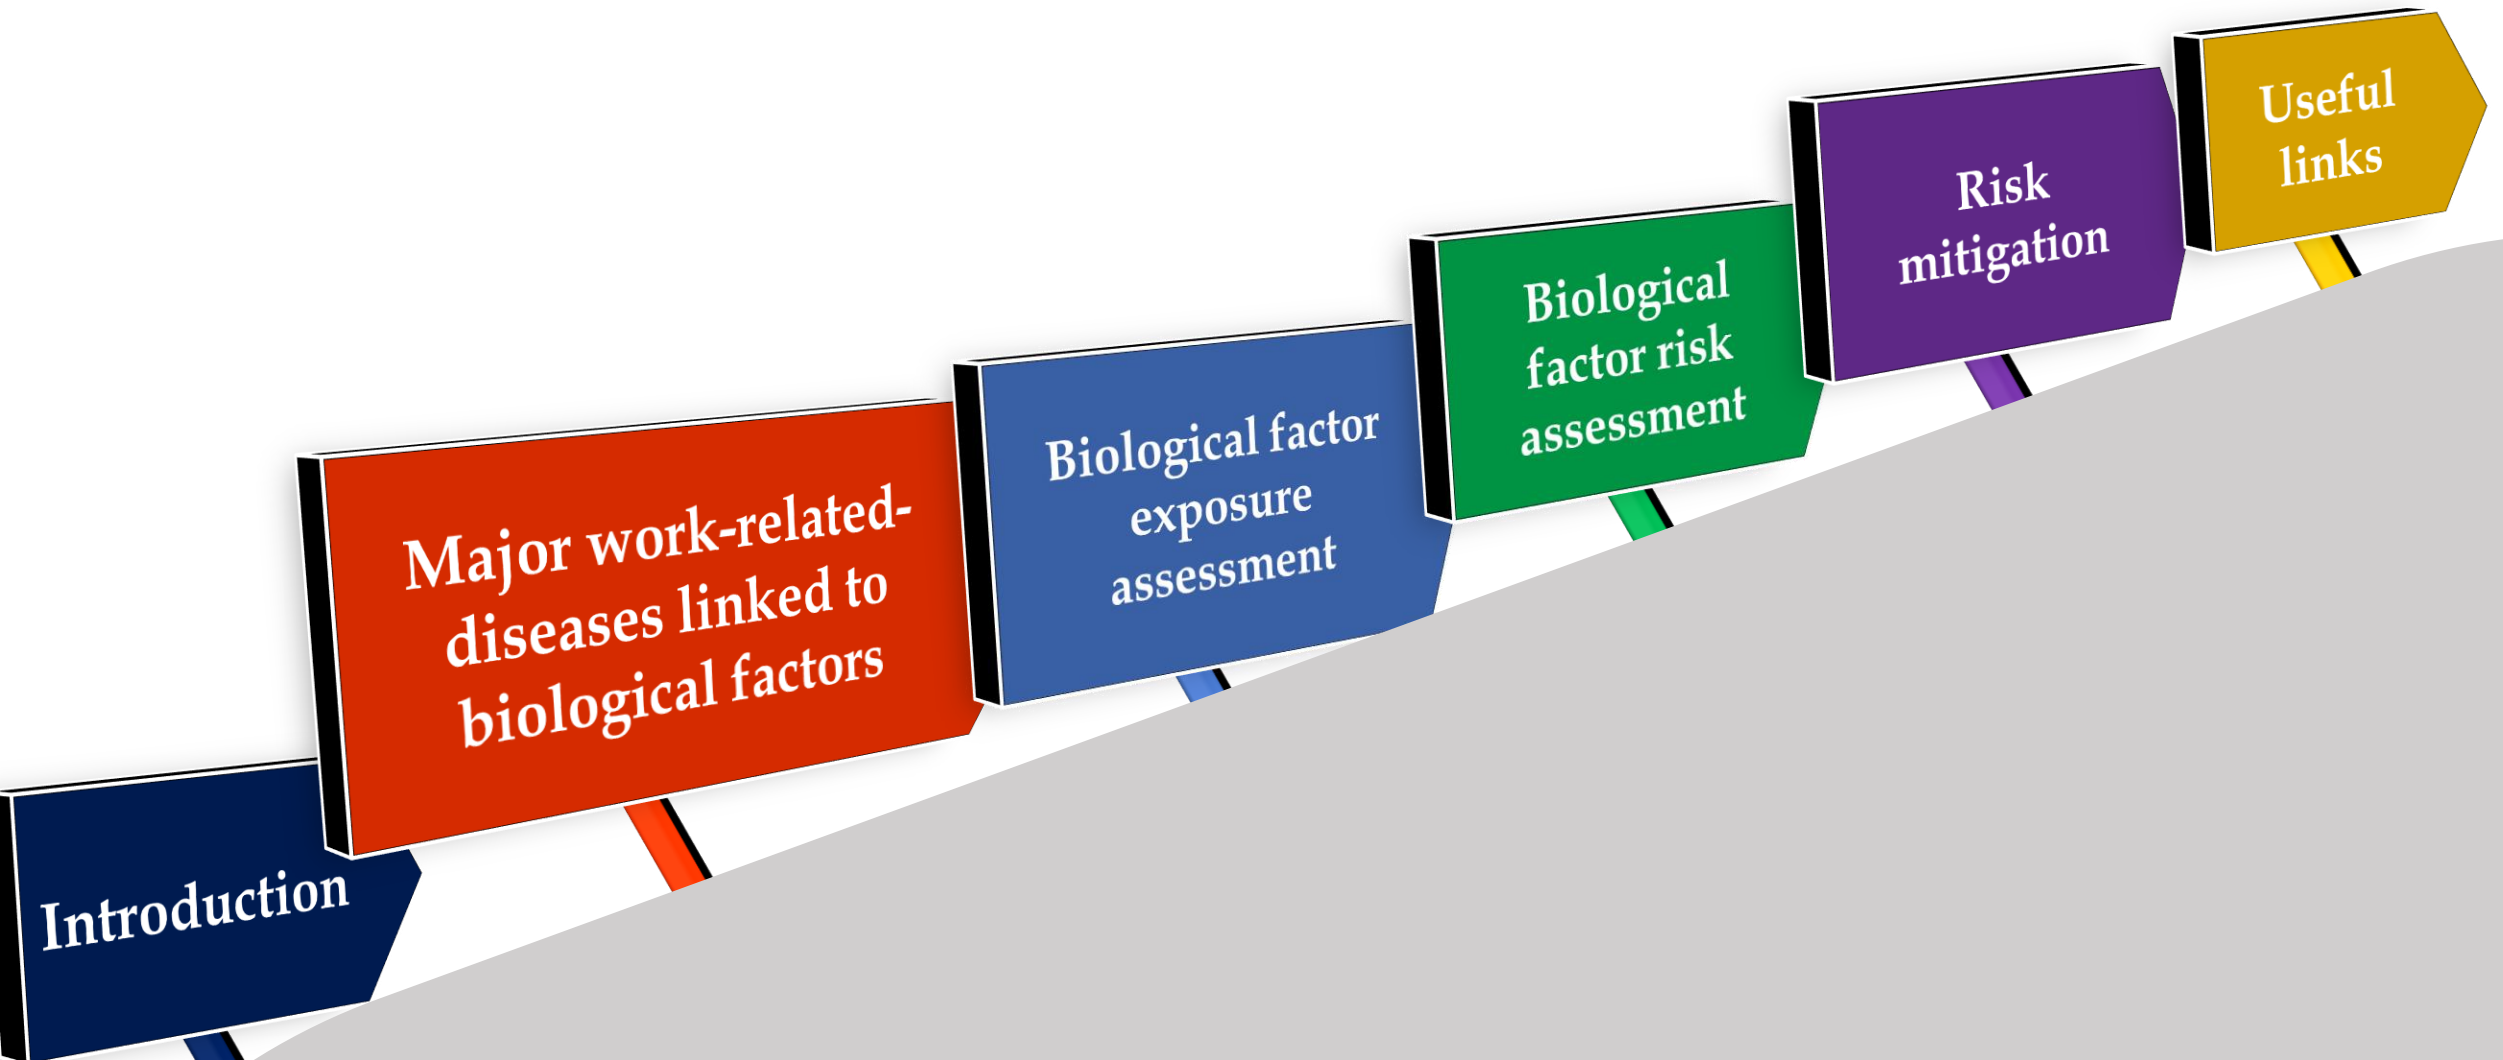 Introduction
Major work-related-
diseases linked to
biological factors
Biological factor
exposure
assessment
Biological
factor risk
assessment
Risk
mitigation
Useful
links